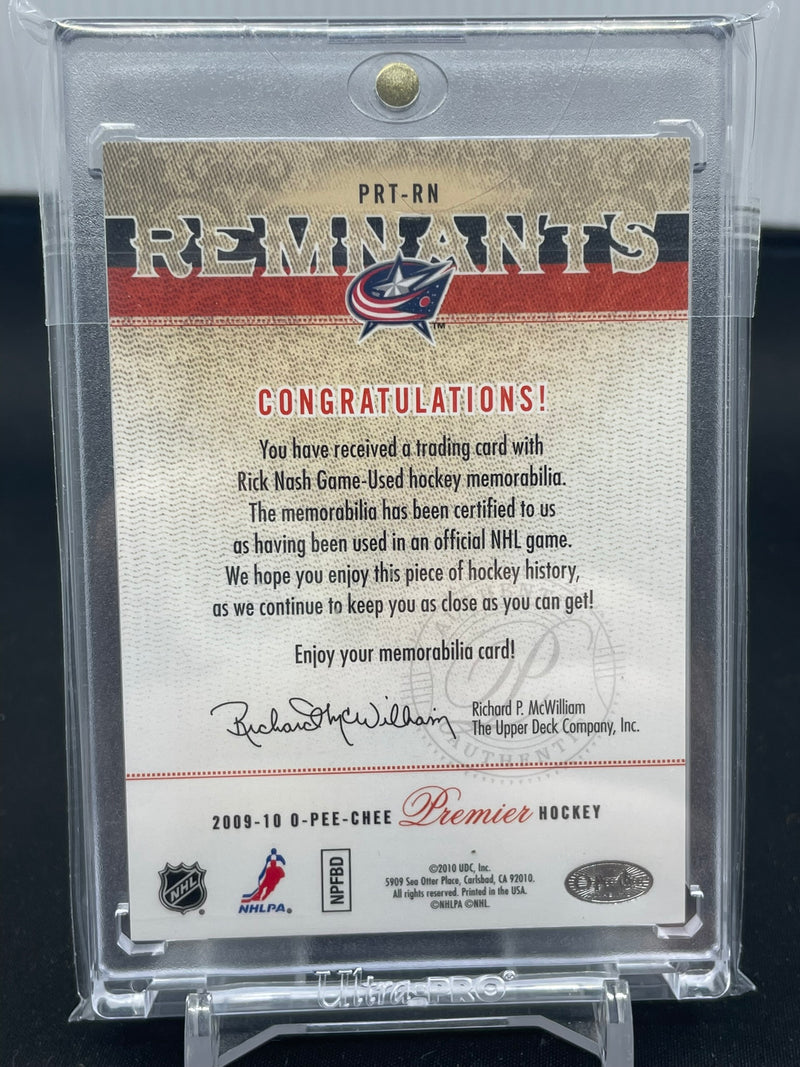 PRT-RN
REMNANTS
TM
CONGRATULATIONS!
You have received a trading card with
Rick Nash Game-Used hockey memorabilia.
The memorabilia has been certified to us
as having been used in an official NHL game.
We hope you enjoy this piece of hockey history,
as we continue to keep you as close as you can get!
Enjoy your memorabilia card!
Richard McWilliam
Richard P. McWilliam
The Upper Deck Company, Inc.
AUTHENTIC
2009-10 O-PEE-CHEE Premier HOCKEY
NHL
NHLPA
NPFBD
©2010 UDC, Inc.
5909 Sea Otter Place, Carlsbad, CA 92010.
All rights reserved. Printed in the USA.
©NHLPA ©NHL.
Ultra-PRO®